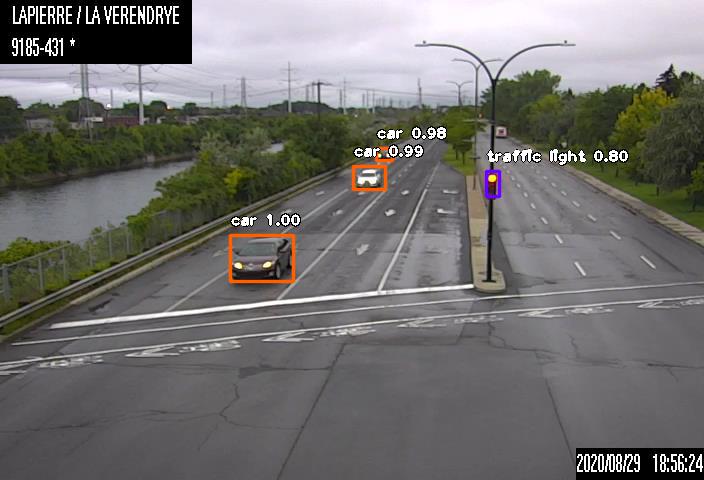 LAPIERRE / LA VERENDRYE
9185-431 *
car 0.98
car 0.99
traffic light 0.80
car 1.00
2020/08/29 18:56:24